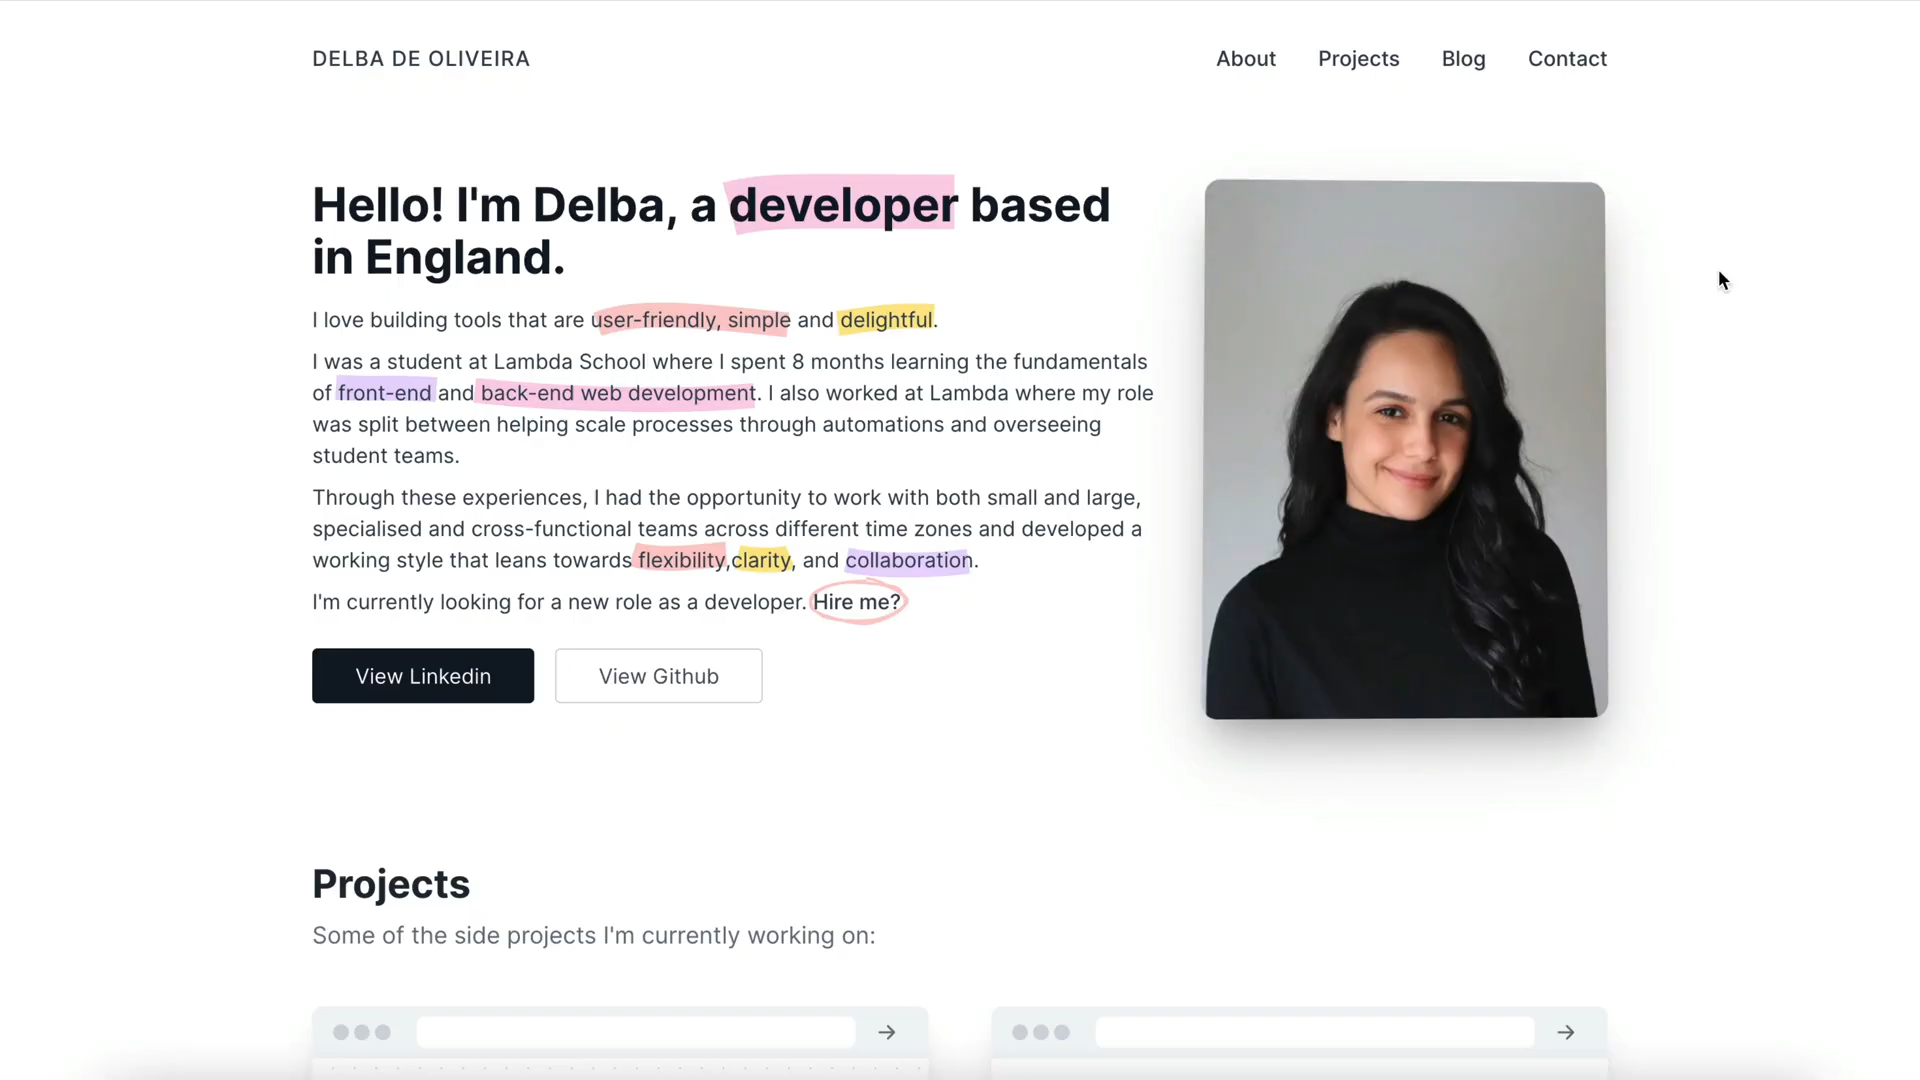 DELBA DE OLIVEIRA
About Projects Blog Contact
Hello! I'm Delba, a developer based
in England.
I love building tools that are user-friendly, simple and delightful.
I was a student at Lambda School where I spent 8 months learning the fundamentals
of front-end and back-end web development. I also worked at Lambda where my role
was split between helping scale processes through automations and overseeing
student teams.
Through these experiences, I had the opportunity to work with both small and large,
specialised and cross-functional teams across different time zones and developed a
working style that leans towards flexibility,clarity, and collaboration.
I'm currently looking for a new role as a developer. Hire me?
View Linkedin View Github
Projects
Some of the side projects I'm currently working on: